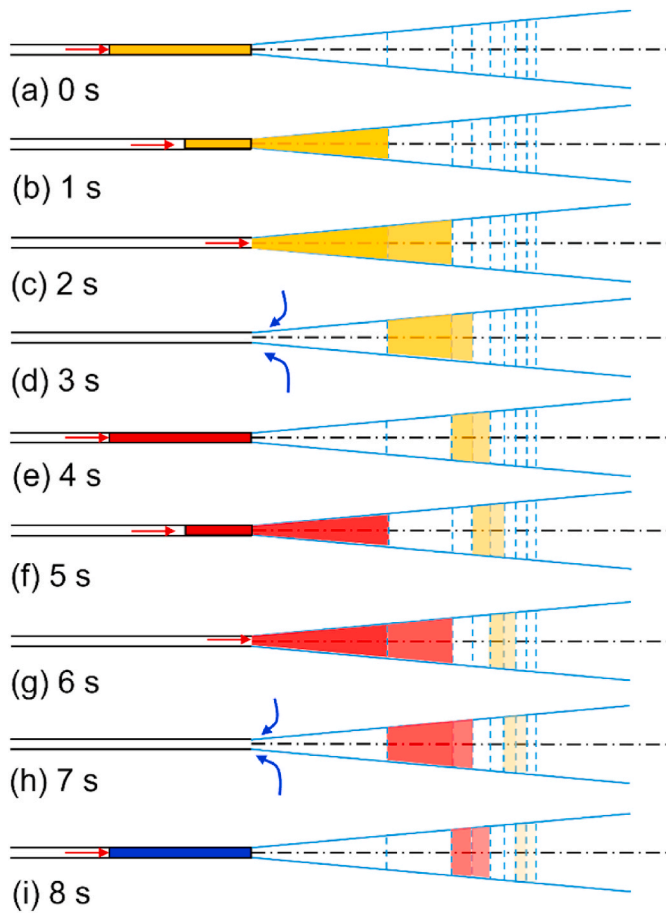 (a) 0 s
(b) 1 s
(c) 2 s
(d) 3 s
(e) 4 s
(f) 5 s
(g) 6 s
(h) 7 s
(i) 8 s